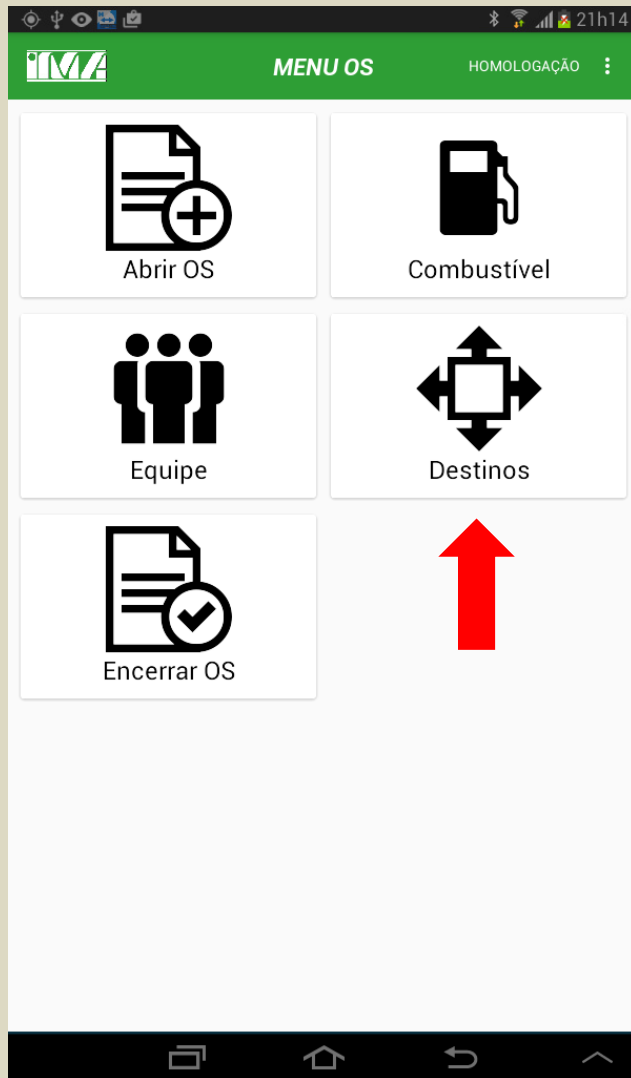 21h14
IMA
MENU OS
HOMOLOGAÇÃO
Abrir OS
Combustível
Equipe
Destinos
Encerrar OS